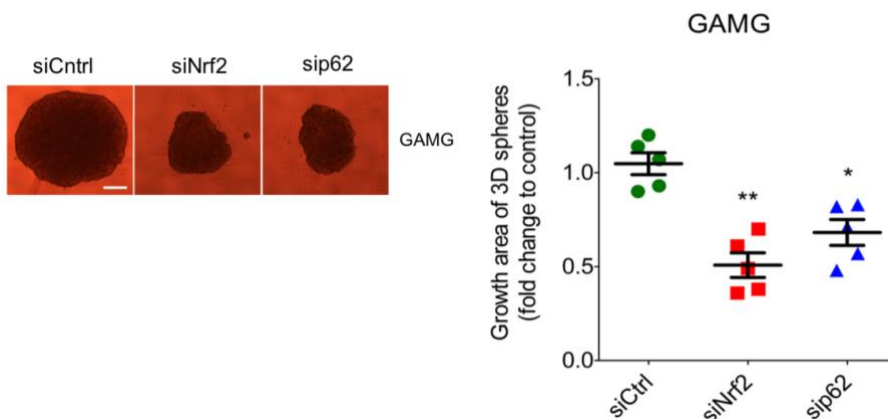 siCntrl
siNrf2
sip62
GAMG
GAMG
Growth area of 3D spheres
(fold change to control)
1.5
1.0
0.5
0.0
**
*
siCtrl
siNrf2
sip62